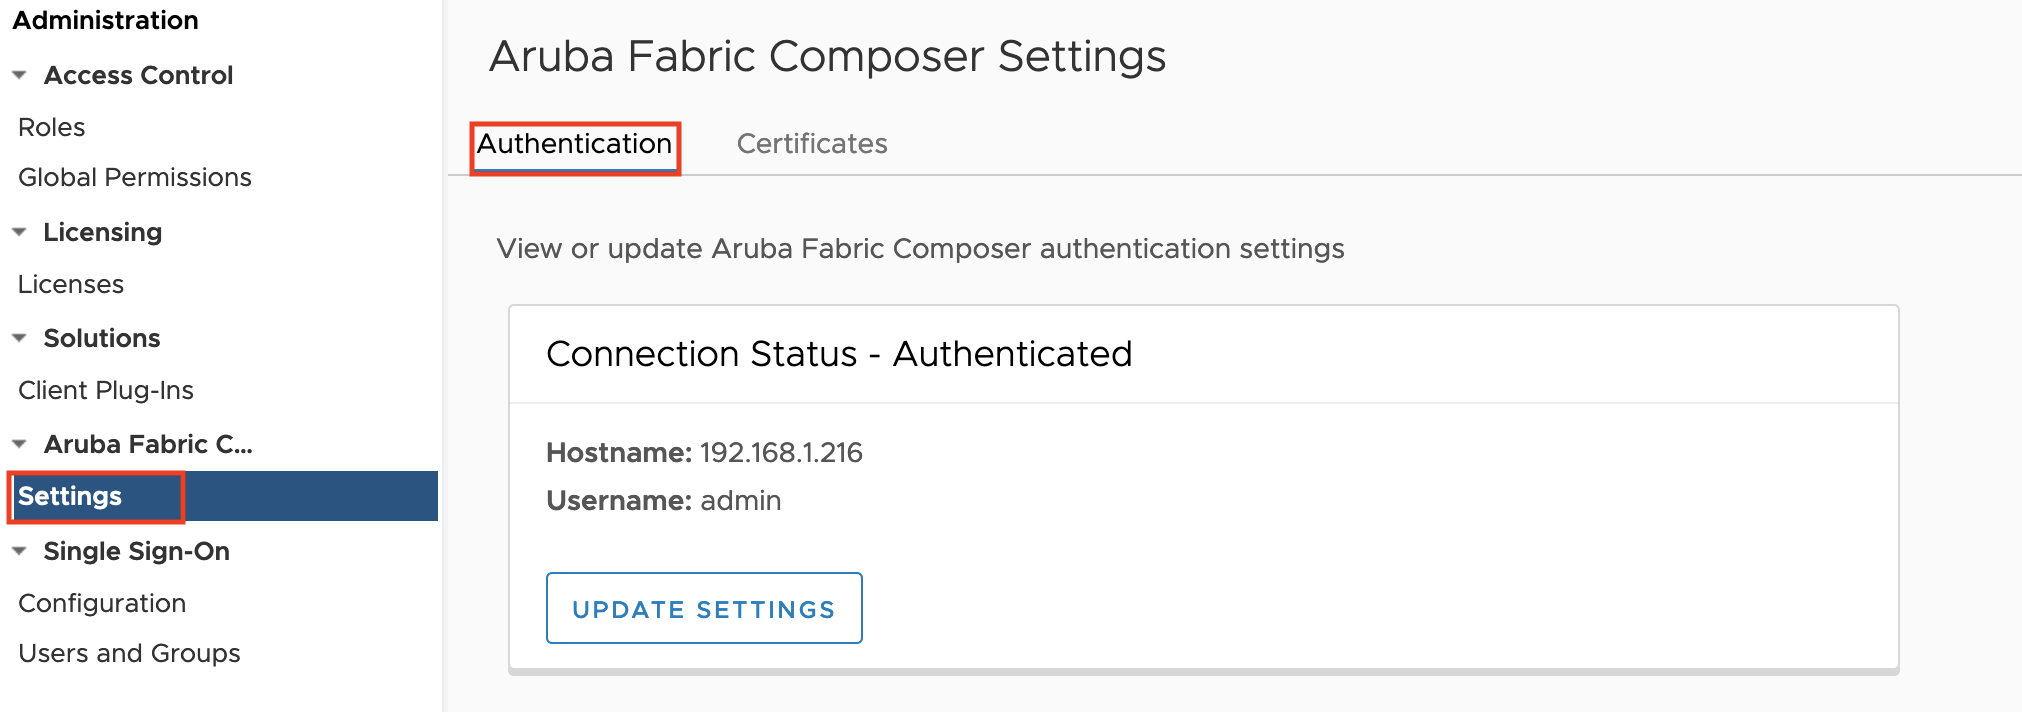 Administration
Access Control
Roles
Global Permissions
Licensing
Licenses
Solutions
Client Plug-Ins
Aruba Fabric C...
Settings
Single Sign-On
Configuration
Users and Groups
Aruba Fabric Composer Settings
Authentication Certificates
View or update Aruba Fabric Composer authentication settings
Connection Status - Authenticated
Hostname: 192.168.1.216
Username: admin
UPDATE SETTINGS